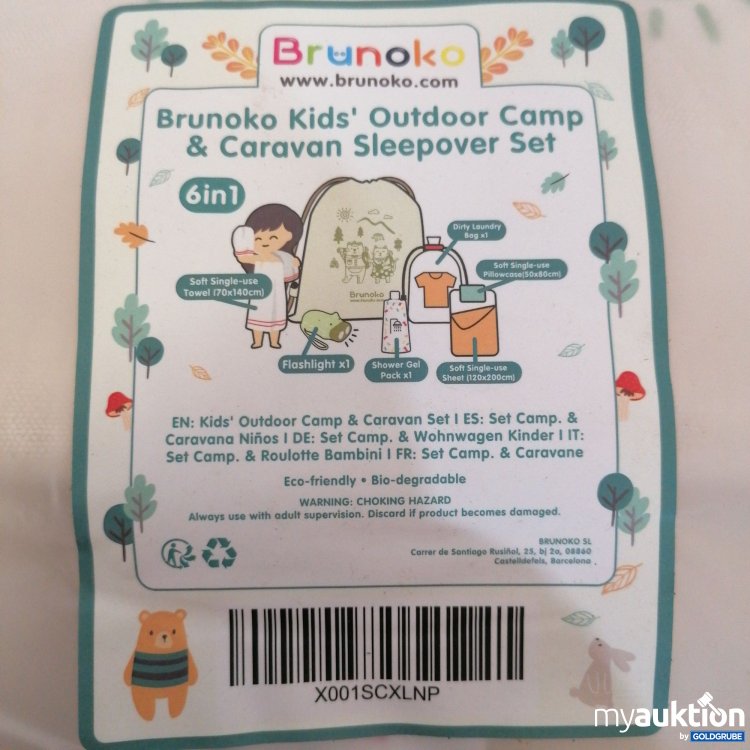 Brunoko
www.brunoko.com
Brunoko Kids' Outdoor Camp
& Caravan Sleepover Set
6in1
Dirty Laundry
Bag x1
Soft Single-use
Pillowcase(50x80cm)
Soft Single-use
Towel (70x140cm)
Brunoko
Flashlight x1
Shower Gel
Pack x1
Soft Single-use
Sheet (120x200cm)
EN: Kids' Outdoor Camp & Caravan Set I ES: Set Camp. &
Caravana Niños I DE: Set Camp. & Wohnwagen Kinder I IT:
Set Camp. & Roulotte Bambini I FR: Set Camp. & Caravane
Eco-friendly • Bio-degradable
WARNING: CHOKING HAZARD
Always use with adult supervision. Discard if product becomes damaged.
BRUNOKO SL
Carrer de Santiago Rusiñol, 25, bj 2a, 08860
Castelldefels, Barcelona
X001SCXLNP
myauktion
by GOLDGRUBE